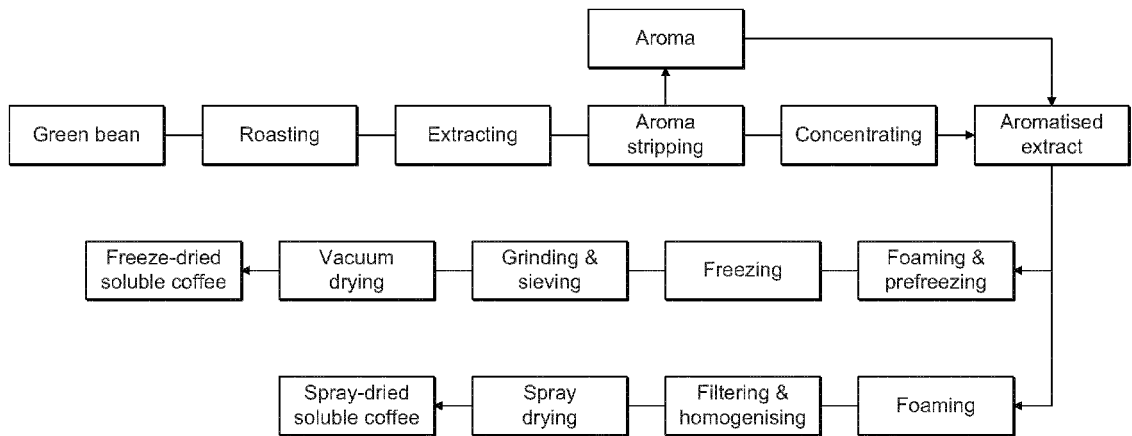 Aroma
Green bean
Roasting
Extracting
Aroma
stripping
Concentrating
Aromatised
extract
Freeze-dried
soluble coffee
Vacuum
drying
Grinding &
sieving
Freezing
Foaming &
prefreezing
Spray-dried
soluble coffee
Spray
drying
Filtering &
homogenising
Foaming